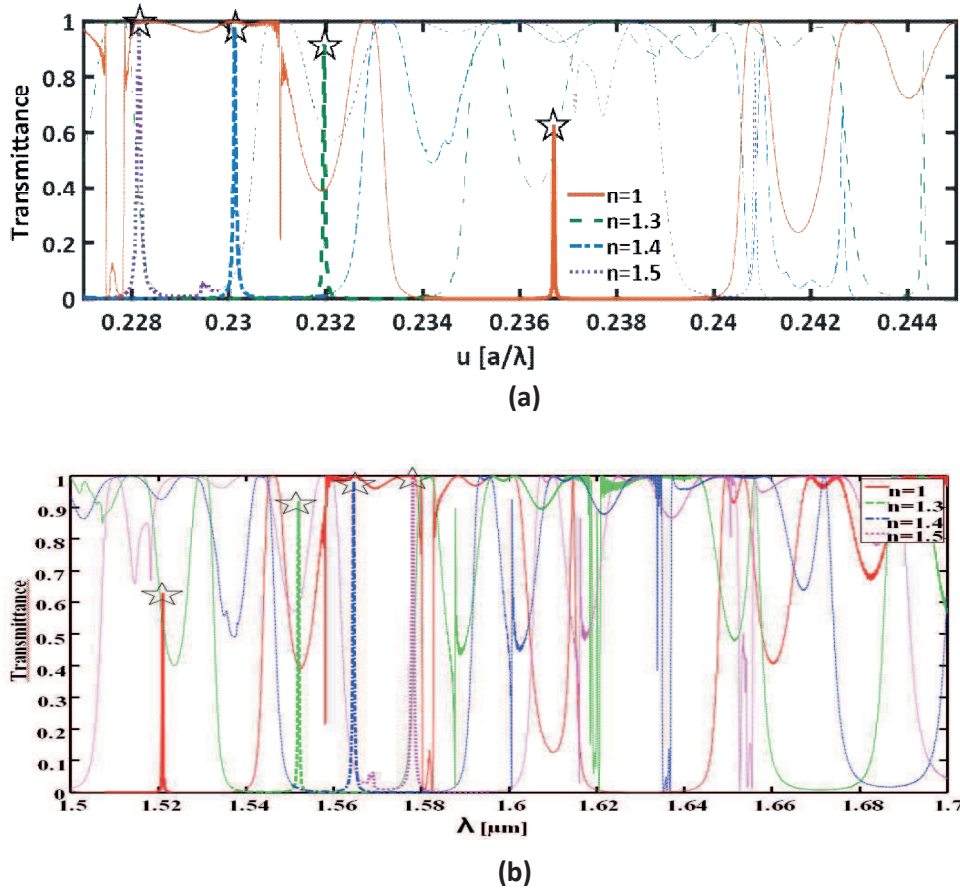 1
0.8
0.6
0.4
0.2
0
Transmittance
n=1
n=1.3
n=1.4
n=1.5
0.228 0.23 0.232 0.234 0.236 0.238 0.24 0.242 0.244
u [a/λ]
(a)
1
0.9
0.8
0.7
0.6
0.5
0.4
0.3
0.2
0.1
0
Transmittance
n=1
n=1.3
n=1.4
n=1.5
1.5 1.52 1.54 1.56 1.58 1.6 1.62 1.64 1.66 1.68 1.7
λ [µm]
(b)